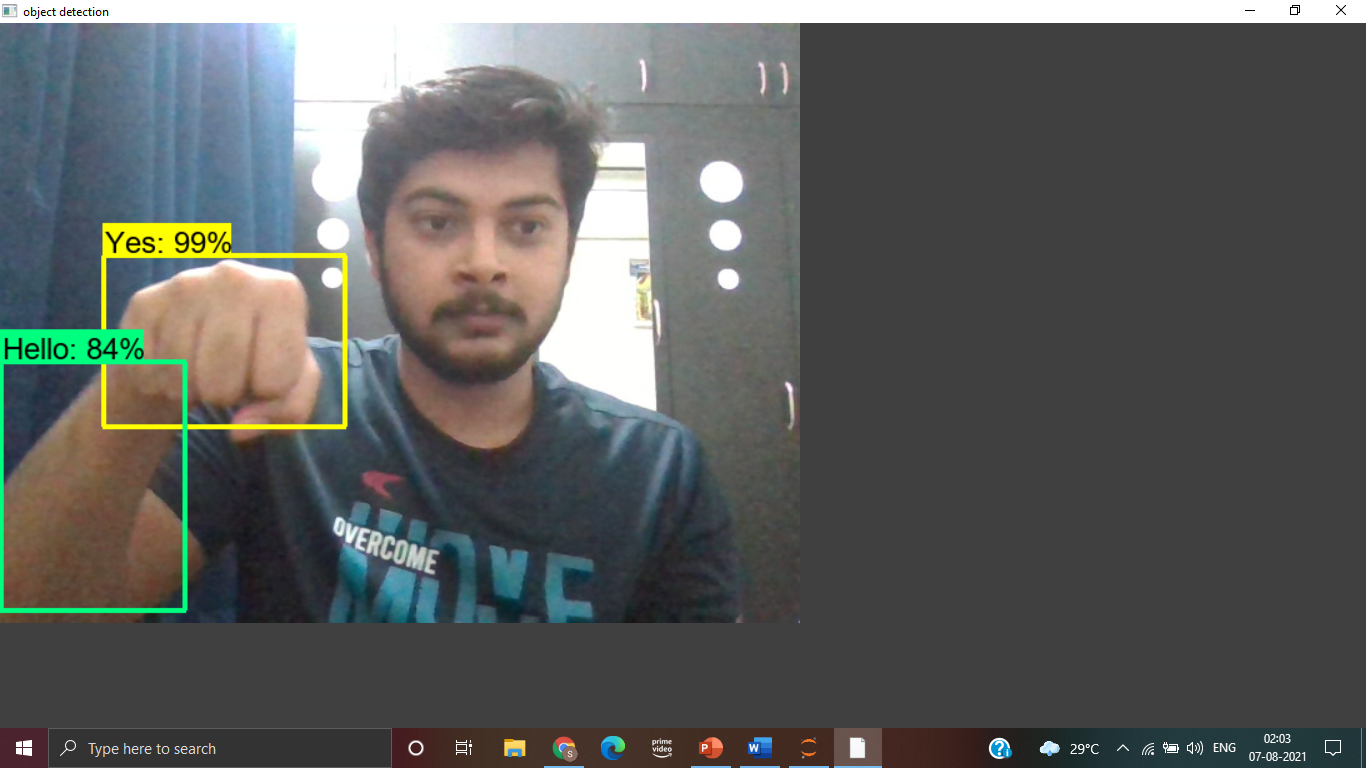 object detection
Yes: 99%
Hello: 84%
OVERCOME
MOVE
Type here to search
prime
video
29°C
ENG
02:03
07-08-2021